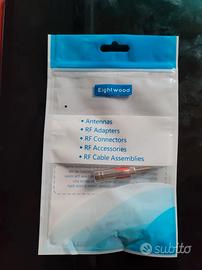 Eightwood
• Antennas
• RF Adapters
• RF Connectors
• RF Accessories
• RF Cable Assemblies
subito